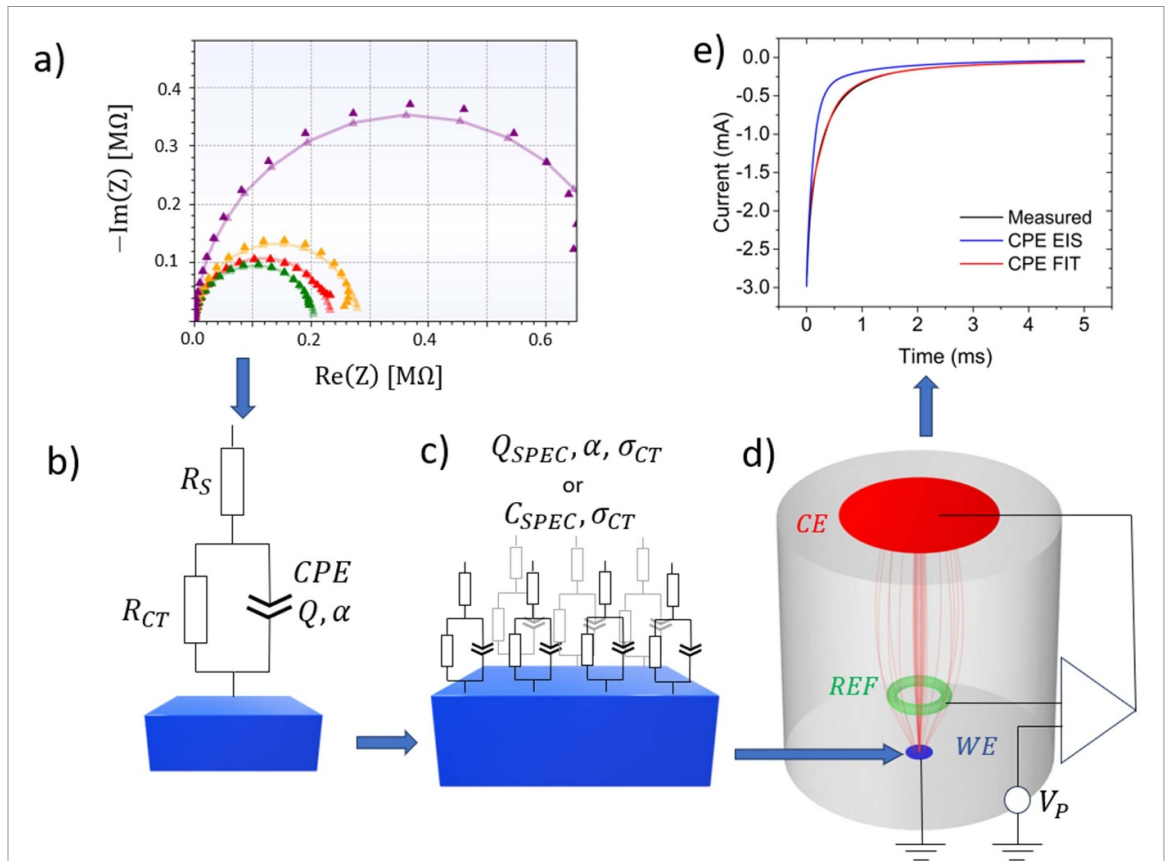 a)
−Im(Z) [MΩ]
0.4
0.3
0.2
0.1
0.0
0.2
0.4
0.6
Re(Z) [MΩ]
e)
Current (mA)
0.0
-0.5
-1.0
-1.5
-2.0
-2.5
-3.0
Measured
CPE EIS
CPE FIT
0
1
2
3
4
5
Time (ms)
b)
R_S
R_CT
CPE
Q, α
c)
Q_SPEC, α, σ_CT
or
C_SPEC, σ_CT
d)
CE
REF
WE
V_P